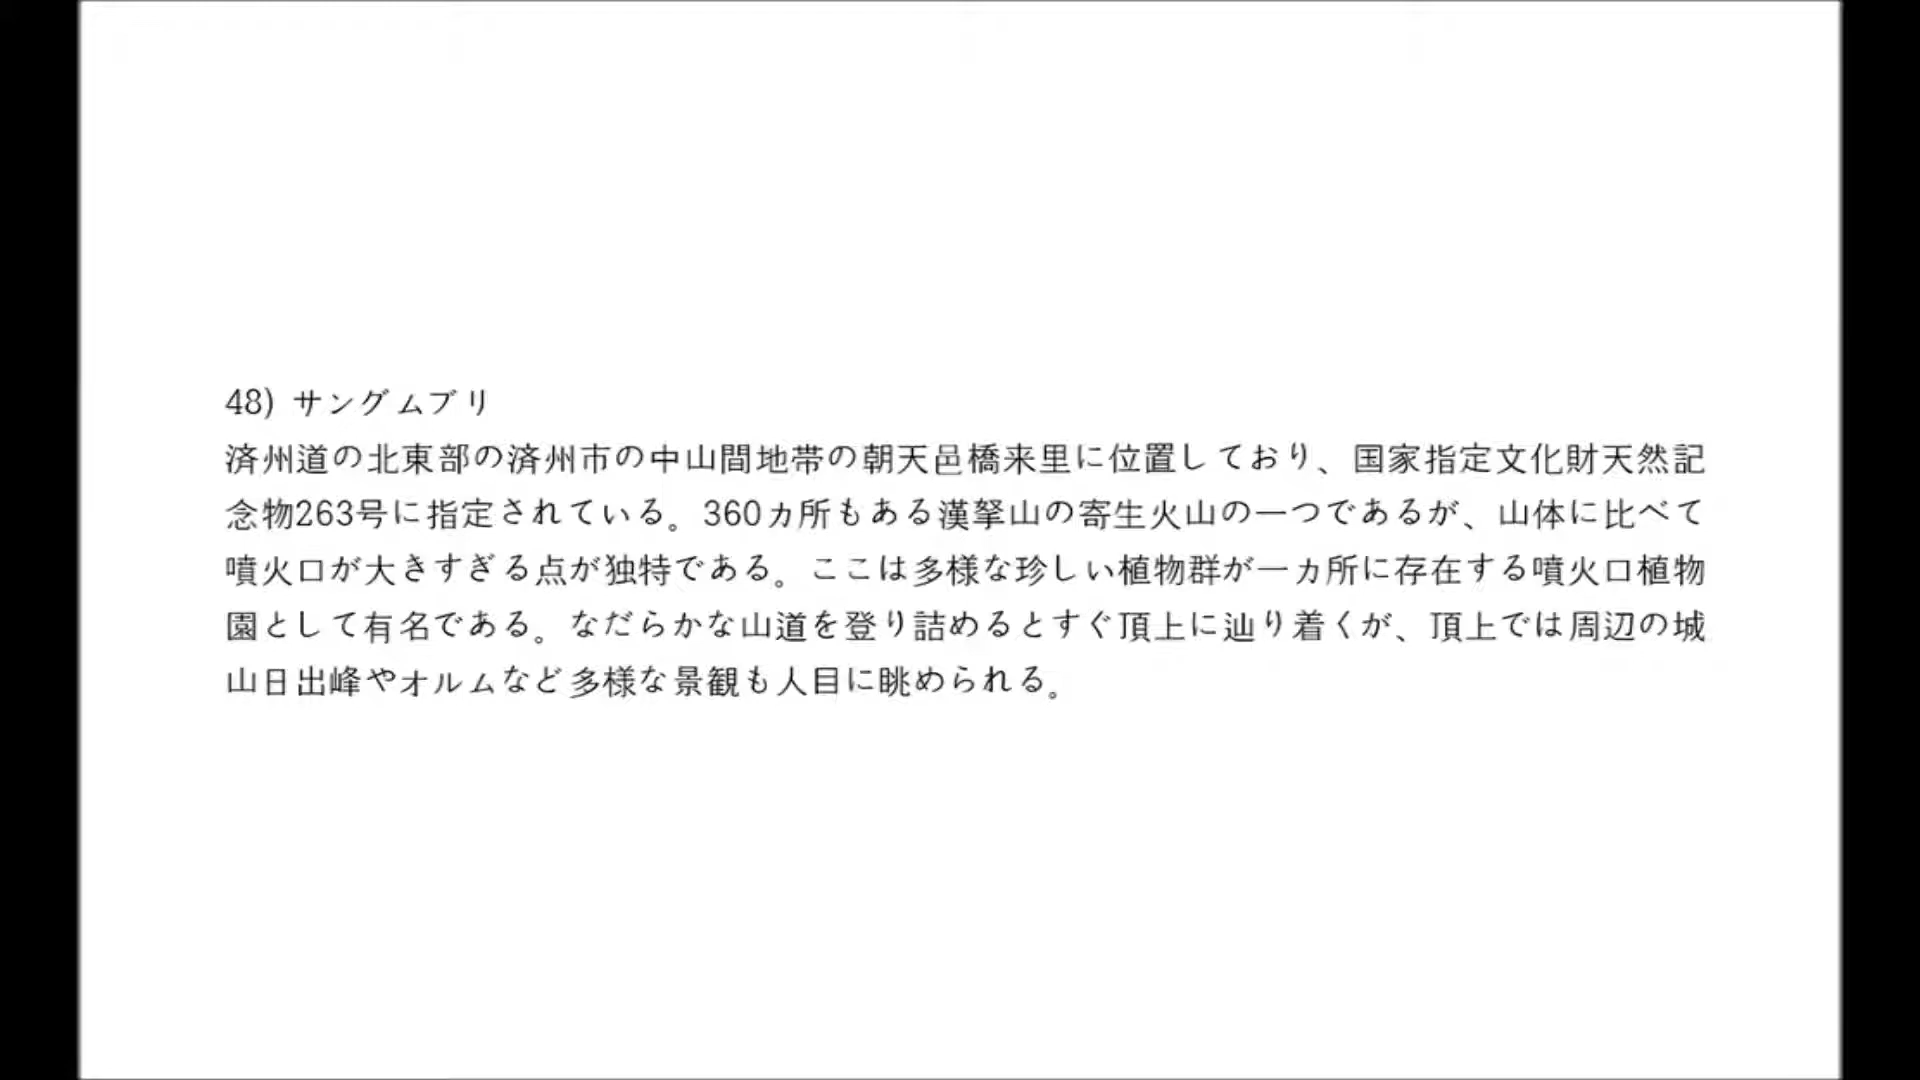 48) サングムブリ
済州道の北東部の済州市の中山間地帯の朝天邑橋来里に位置しており、国家指定文化財天然記
念物263号に指定されている。360カ所もある漢拏山の寄生火山の一つであるが、山体に比べて
噴火口が大きすぎる点が独特である。ここは多様な珍しい植物群が一カ所に存在する噴火口植物
園として有名である。なだらかな山道を登り詰めるとすぐ頂上に辿り着くが、頂上では周辺の城
山日出峰やオルムなど多様な景観も人目に眺められる。